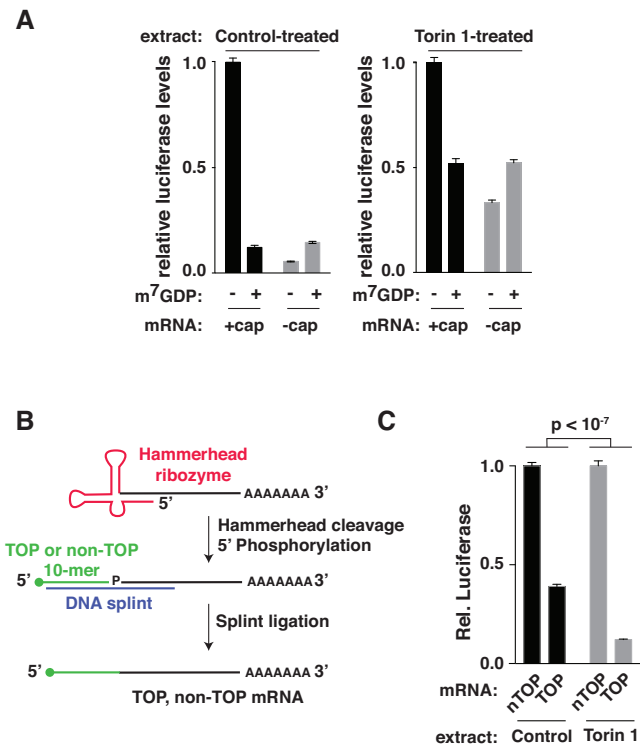 A
extract: Control-treated Torin 1-treated
relative luciferase levels
1.0
0.5
0.0
relative luciferase levels
1.0
0.5
0.0
m7GDP: - + - + m7GDP: - + - +
mRNA: +cap -cap mRNA: +cap -cap
B
Hammerhead
ribozyme
5’ AAAAAAA 3’
Hammerhead cleavage
5’ Phosphorylation
TOP or non-TOP
10-mer
5’ P AAAAAAA 3’
DNA splint
Splint ligation
5’ AAAAAAA 3’
TOP, non-TOP mRNA
C
p < 10-7
Rel. Luciferase
1.0
0.5
0.0
mRNA: nTOP TOP nTOP TOP
extract: Control Torin 1